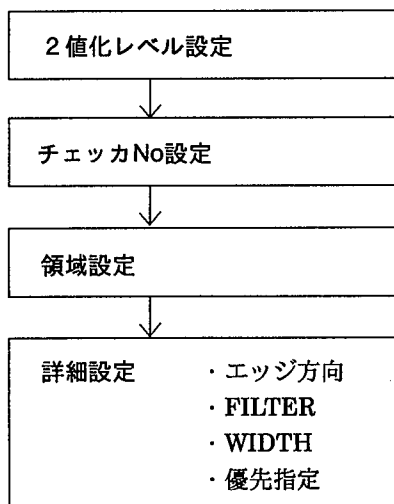 ２値化レベル設定
チェッカNo設定
領域設定
詳細設定 ・エッジ方向
・FILTER
・WIDTH
・優先指定